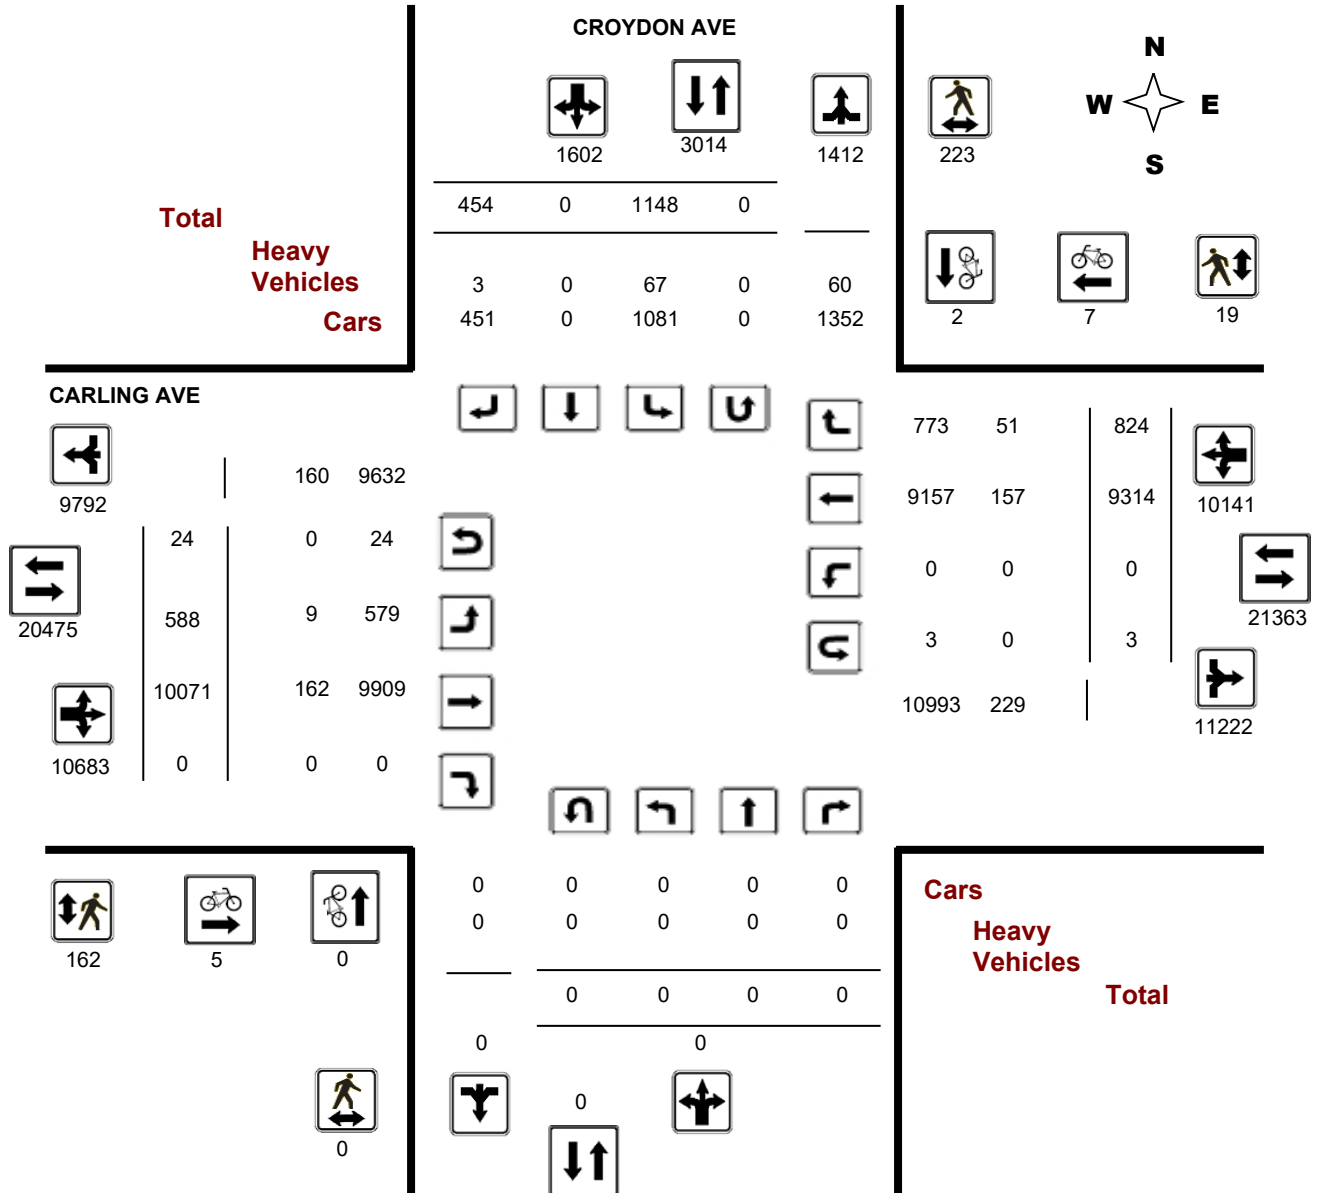 CROYDON AVE
N
W E
S
1602 3014 1412 223
454 0 1148 0
Total
Heavy
Vehicles
3 0 67 0 60
Cars
451 0 1081 0 1352
2 7 19
CARLING AVE
9792
160 9632
24 0 24
20475
588 9 579
10071 162 9909
10683
0 0 0
773 51 824
9157 157 9314
10141
0 0 0
21363
3 0 3
10993 229
11222
162 5 0
0 0 0 0 0
0 0 0 0 0
0 0 0 0
0 0
0
0
Cars
Heavy
Vehicles
Total